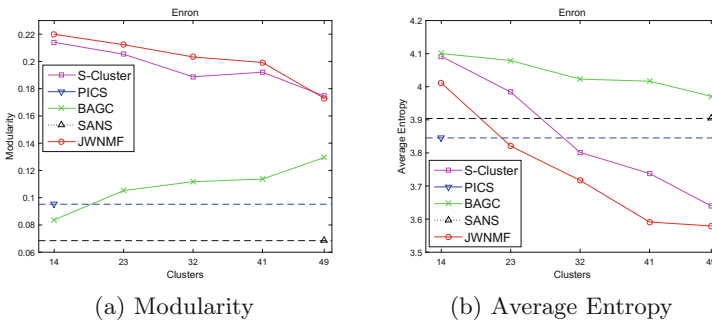 Enron
0.22
0.2
0.18
0.16
0.14
0.12
0.1
0.08
0.06
Modularity
S-Cluster
PICS
BAGC
SANS
JWNMF
14 23 32 41 49
Clusters
(a) Modularity
Enron
4.2
4.1
4
3.9
3.8
3.7
3.6
3.5
Average Entropy
S-Cluster
PICS
BAGC
SANS
JWNMF
14 23 32 41 49
Clusters
(b) Average Entropy